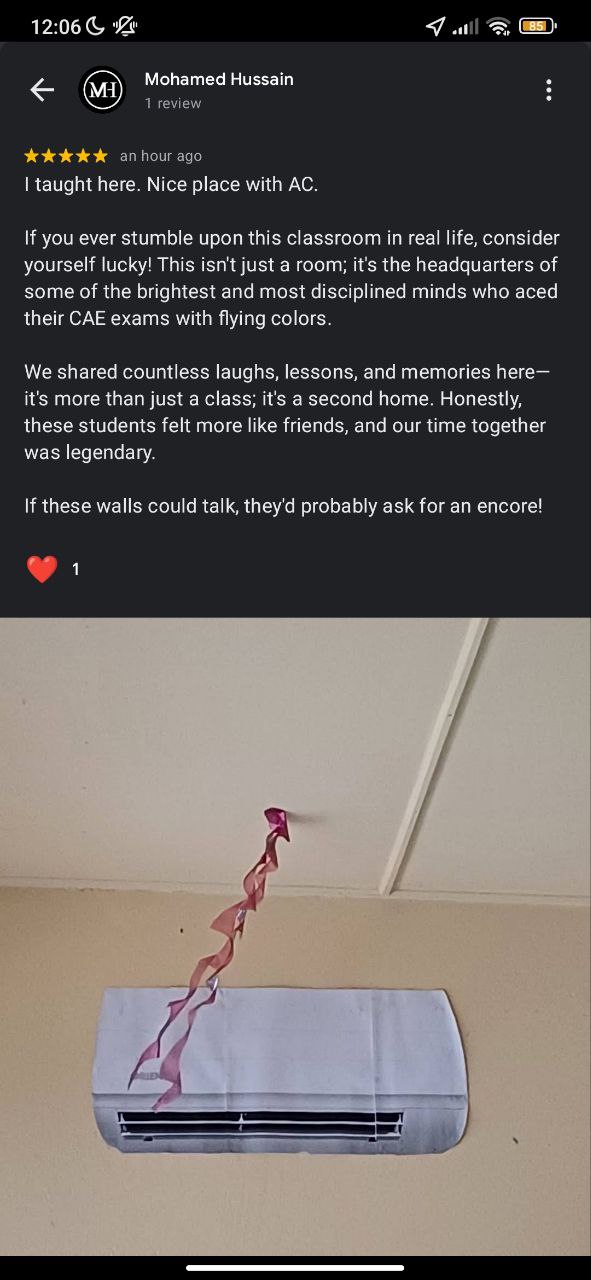 12:06
85
MH
Mohamed Hussain
1 review
an hour ago
I taught here. Nice place with AC.
If you ever stumble upon this classroom in real life, consider
yourself lucky! This isn't just a room; it's the headquarters of
some of the brightest and most disciplined minds who aced
their CAE exams with flying colors.
We shared countless laughs, lessons, and memories here—
it's more than just a class; it's a second home. Honestly,
these students felt more like friends, and our time together
was legendary.
If these walls could talk, they'd probably ask for an encore!
1